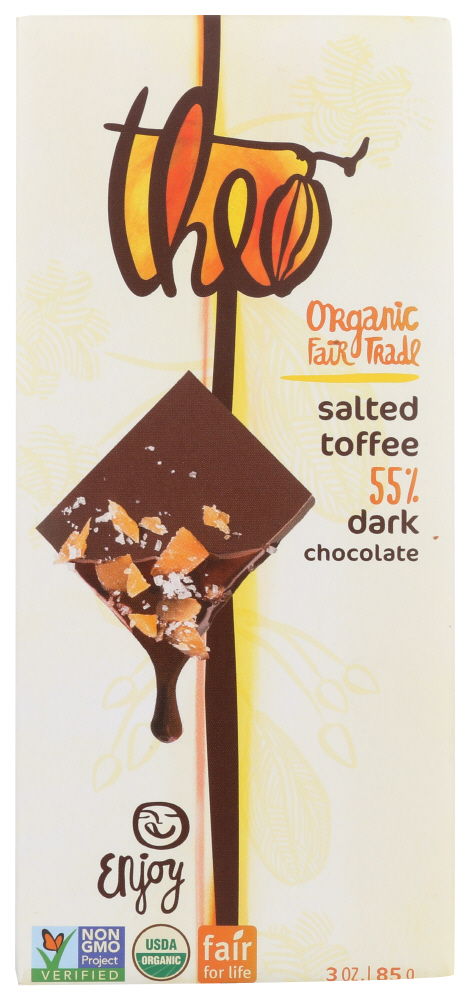 theo
Organic
Fair Trade
salted
toffee
55%
dark
chocolate
Enjoy
NON
GMO
Project
VERIFIED
USDA
ORGANIC
fair
for life
3 OZ. | 85 g